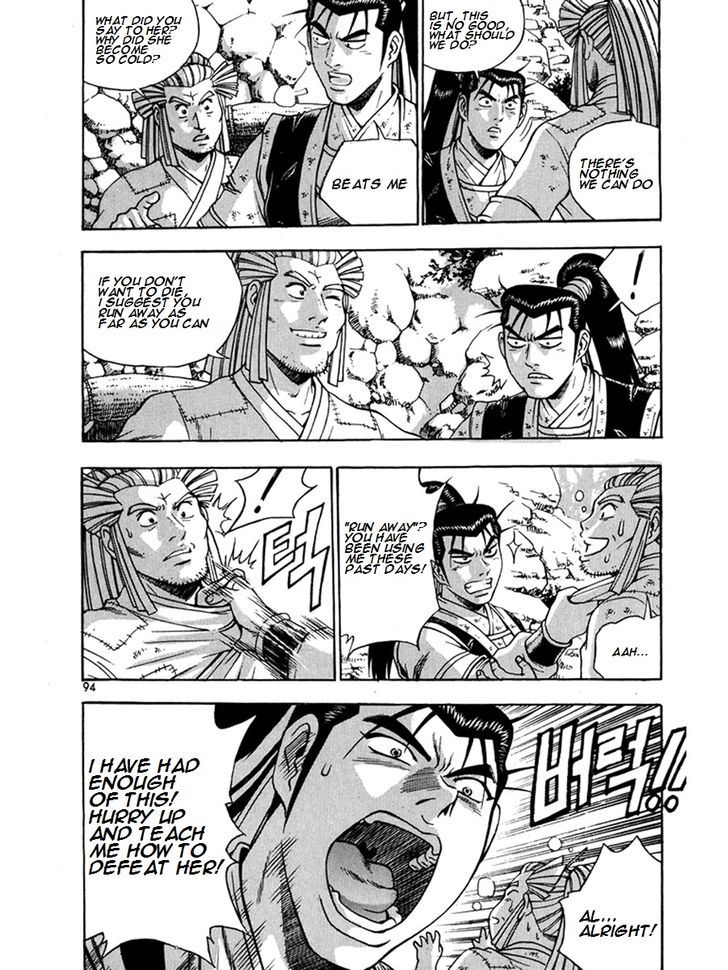 WHAT DID YOU
SAY TO HER?
WHY DID SHE
BECOME
SO COLD?
BEATS ME
BUT, THIS
IS NO GOOD.
WHAT SHOULD
WE DO?
THERE'S
NOTHING
WE CAN DO
IF YOU DON'T
WANT TO DIE,
I SUGGEST YOU
RUN AWAY AS
FAR AS YOU CAN
!
!
턱
"RUN AWAY"?
YOU HAVE
BEEN USING
ME THESE
PAST DAYS!
AAH...
94
I HAVE HAD
ENOUGH
OF THIS!
HURRY UP
AND TEACH
ME HOW TO
DEFEAT HER!
버럭!!
AL...
ALRIGHT!